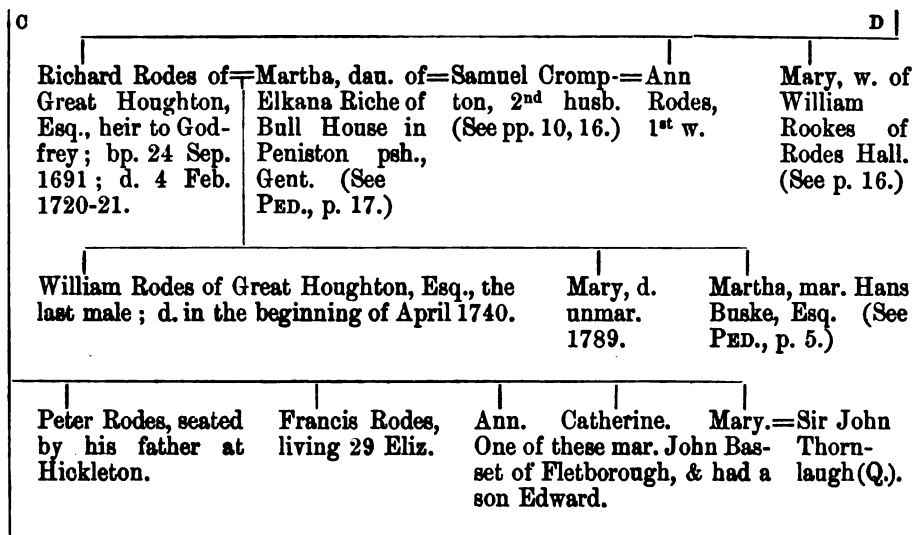 C
D
Richard Rodes of
Great Houghton,
Esq., heir to God-
frey; bp. 24 Sep.
1691; d. 4 Feb.
1720-21.
=Martha, dau. of
Elkana Riche of
Bull House in
Peniston psh.,
Gent. (See
PED., p. 17.)
=Samuel Cromp-
ton, 2nd husb.
(See pp. 10, 16.)
=Ann
Rodes,
1st w.
Mary, w. of
William
Rookes of
Rodes Hall.
(See p. 16.)
William Rodes of Great Houghton, Esq., the
last male; d. in the beginning of April 1740.
Mary, d.
unmar.
1789.
Martha, mar. Hans
Buske, Esq. (See
PED., p. 5.)
Peter Rodes, seated
by his father at
Hickleton.
Francis Rodes,
living 29 Eliz.
Ann. Catherine. Mary.=Sir John
One of these mar. John Bas-
set of Fletborough, & had a
son Edward.
Thorn-
laugh (Q.).